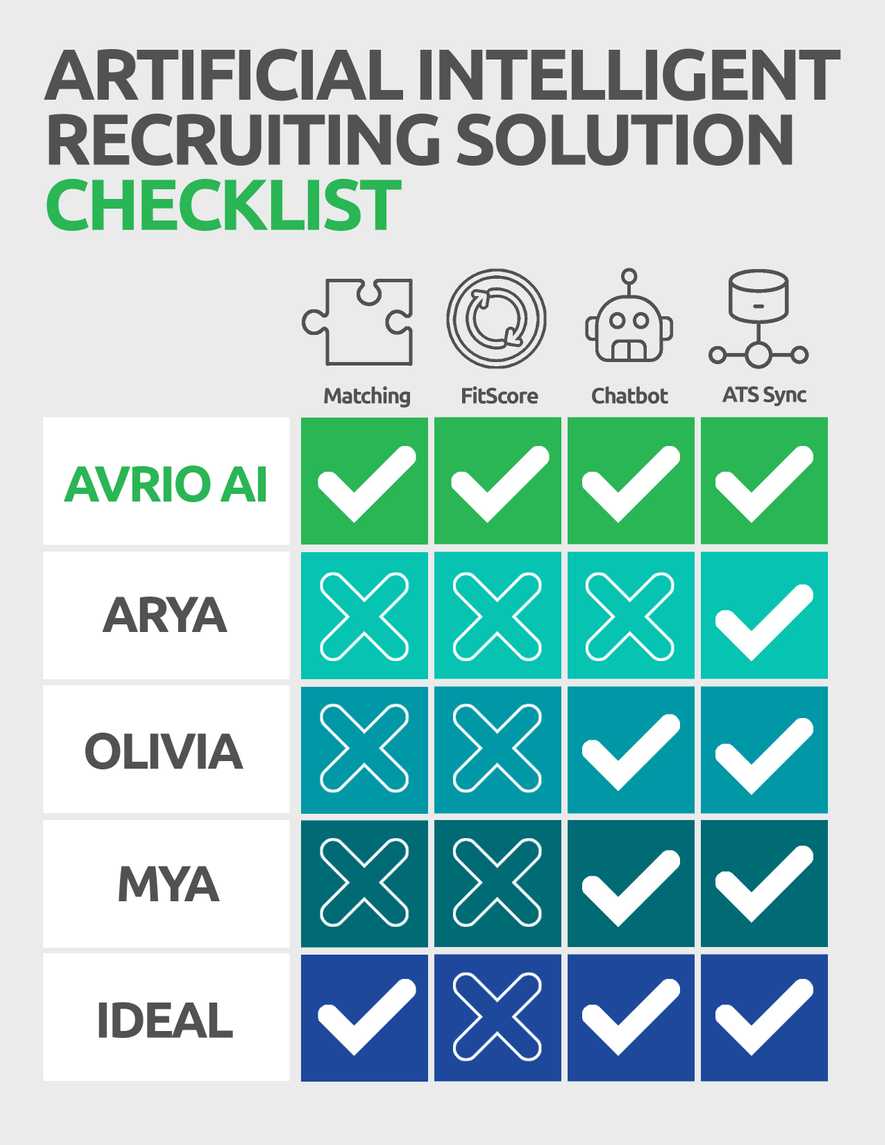 ARTIFICIAL INTELLIGENT
RECRUITING SOLUTION
CHECKLIST
Matching FitScore Chatbot ATS Sync
AVRIO AI
ARYA
OLIVIA
MYA
IDEAL